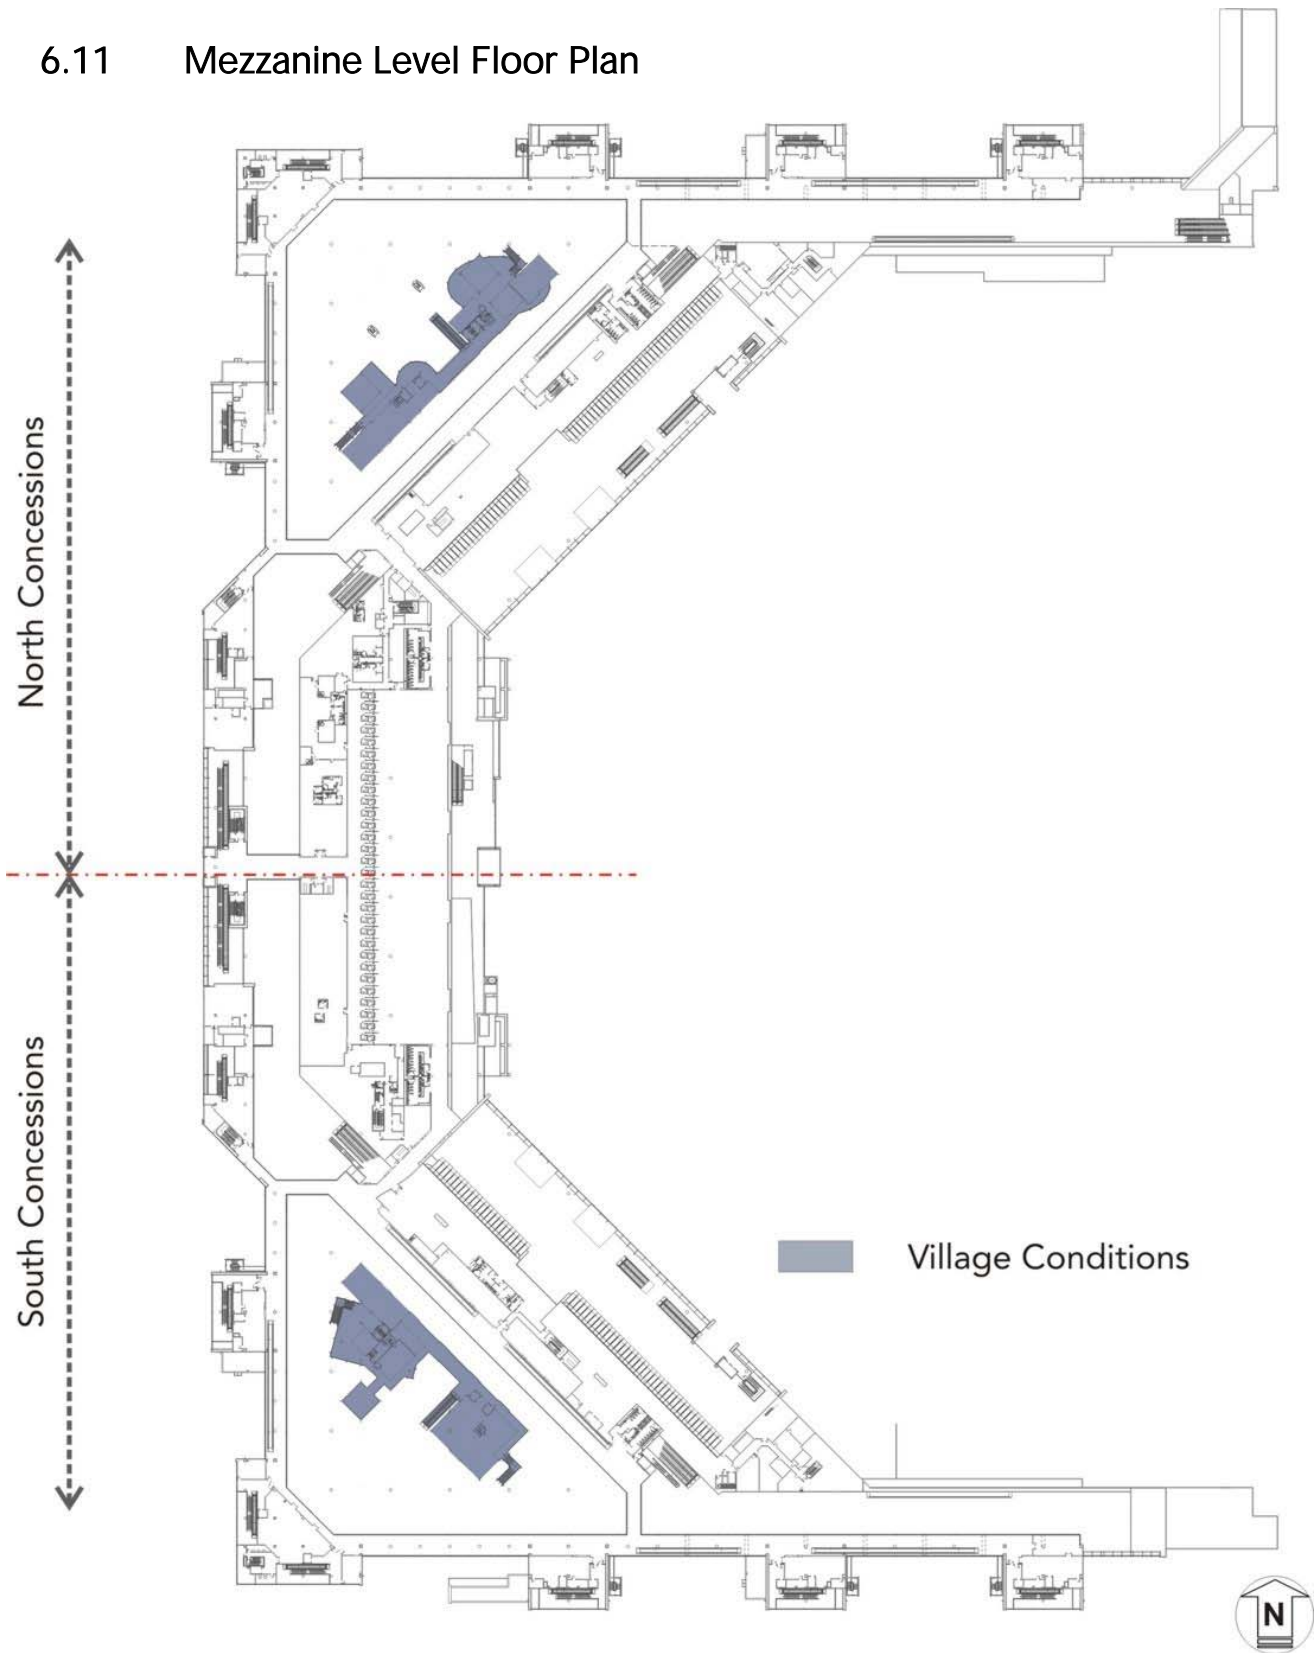 6.11 Mezzanine Level Floor Plan
North Concessions
South Concessions
Village Conditions
N